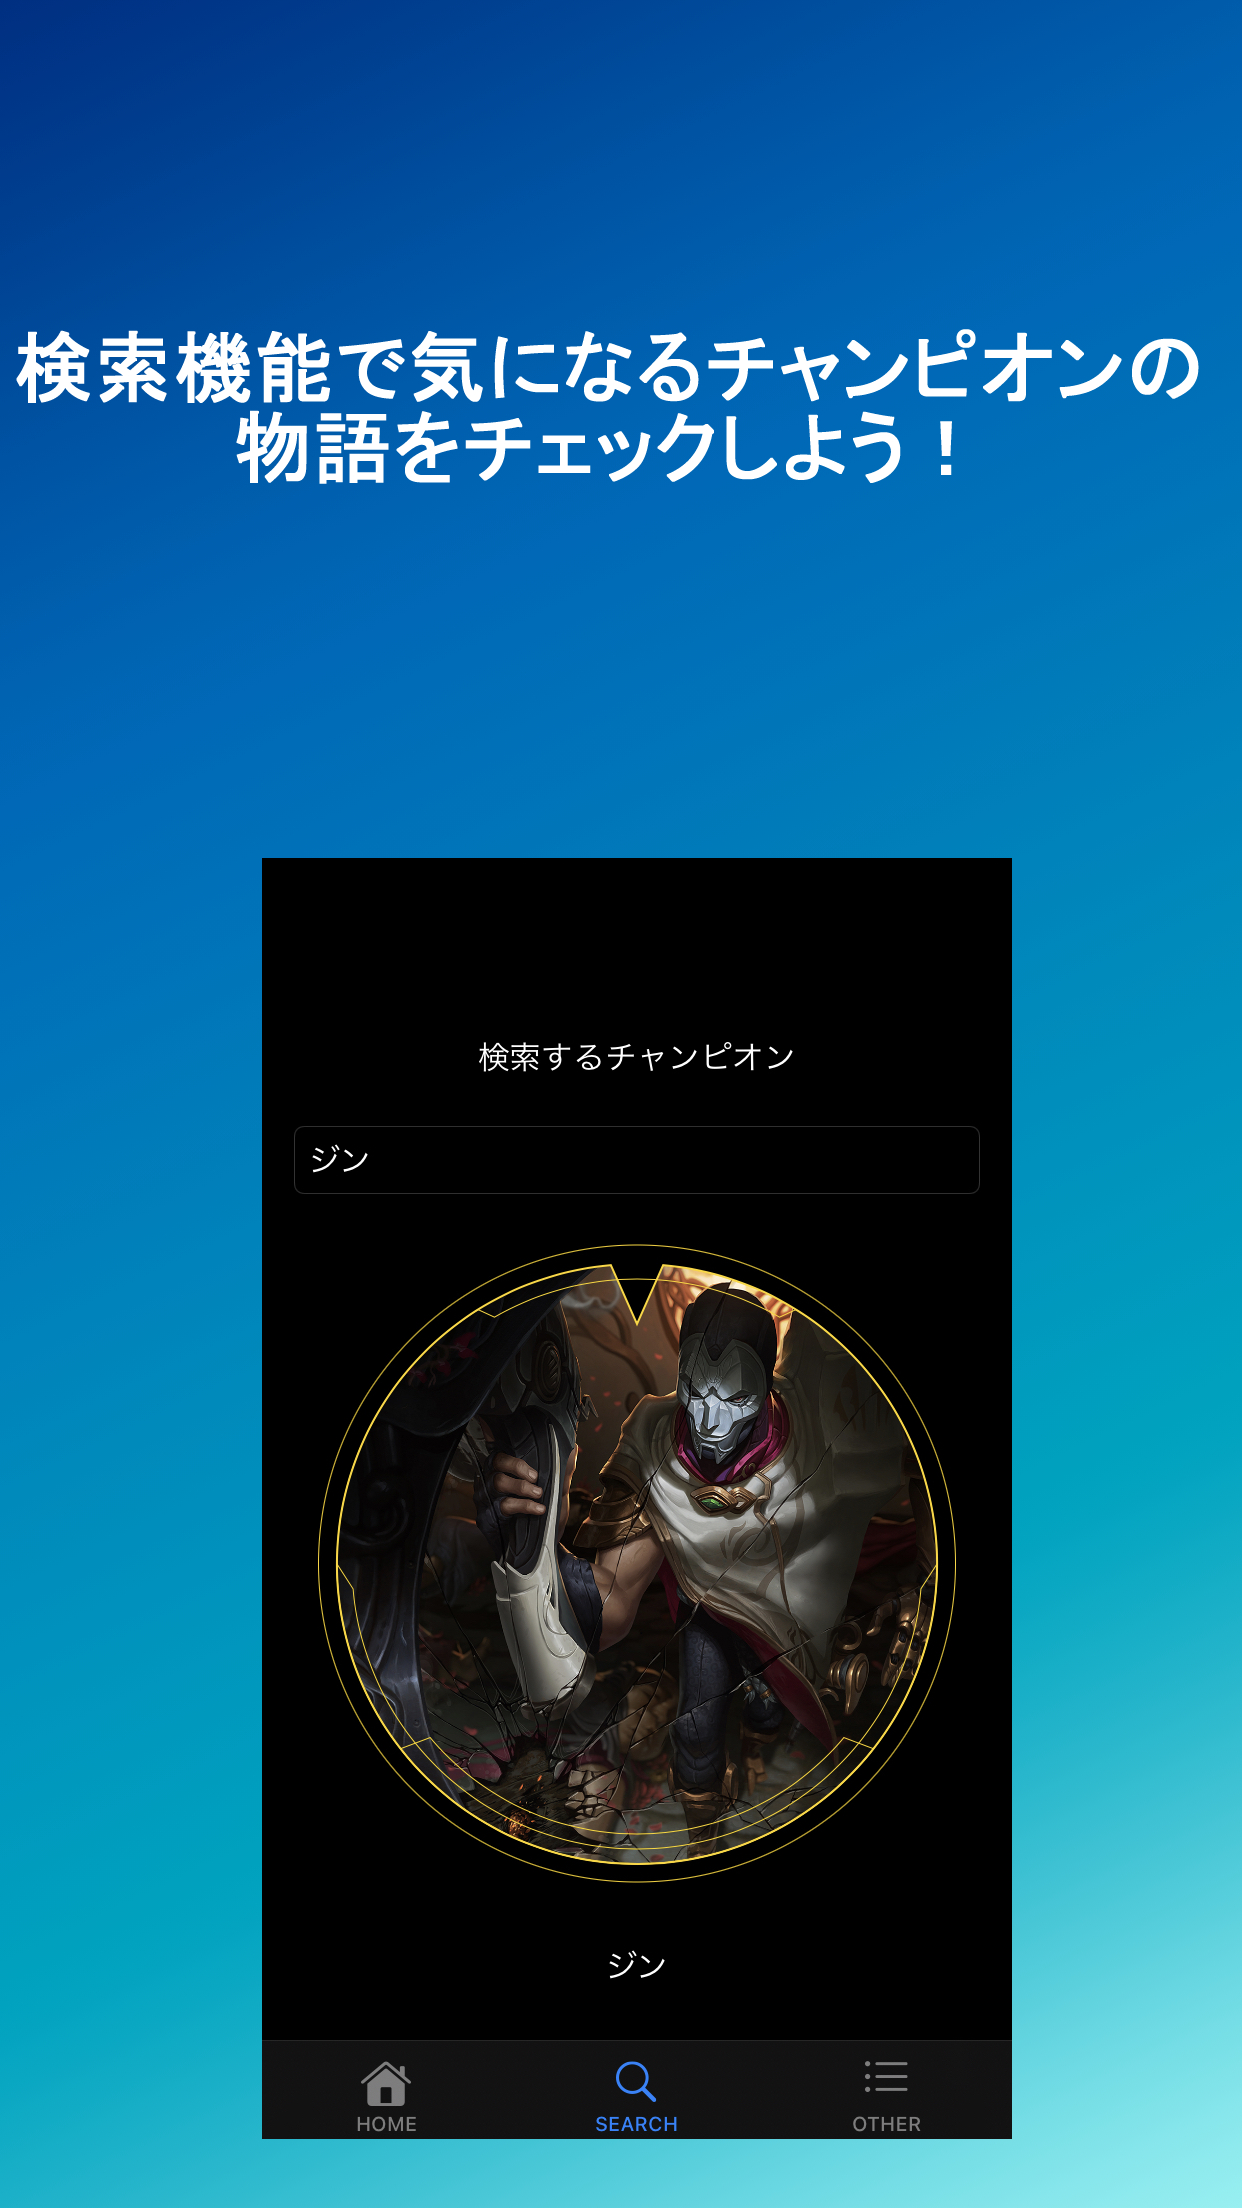 検索機能で気になるチャンピオンの
物語をチェックしよう！
検索するチャンピオン
ジン
ジン
HOME
SEARCH
OTHER